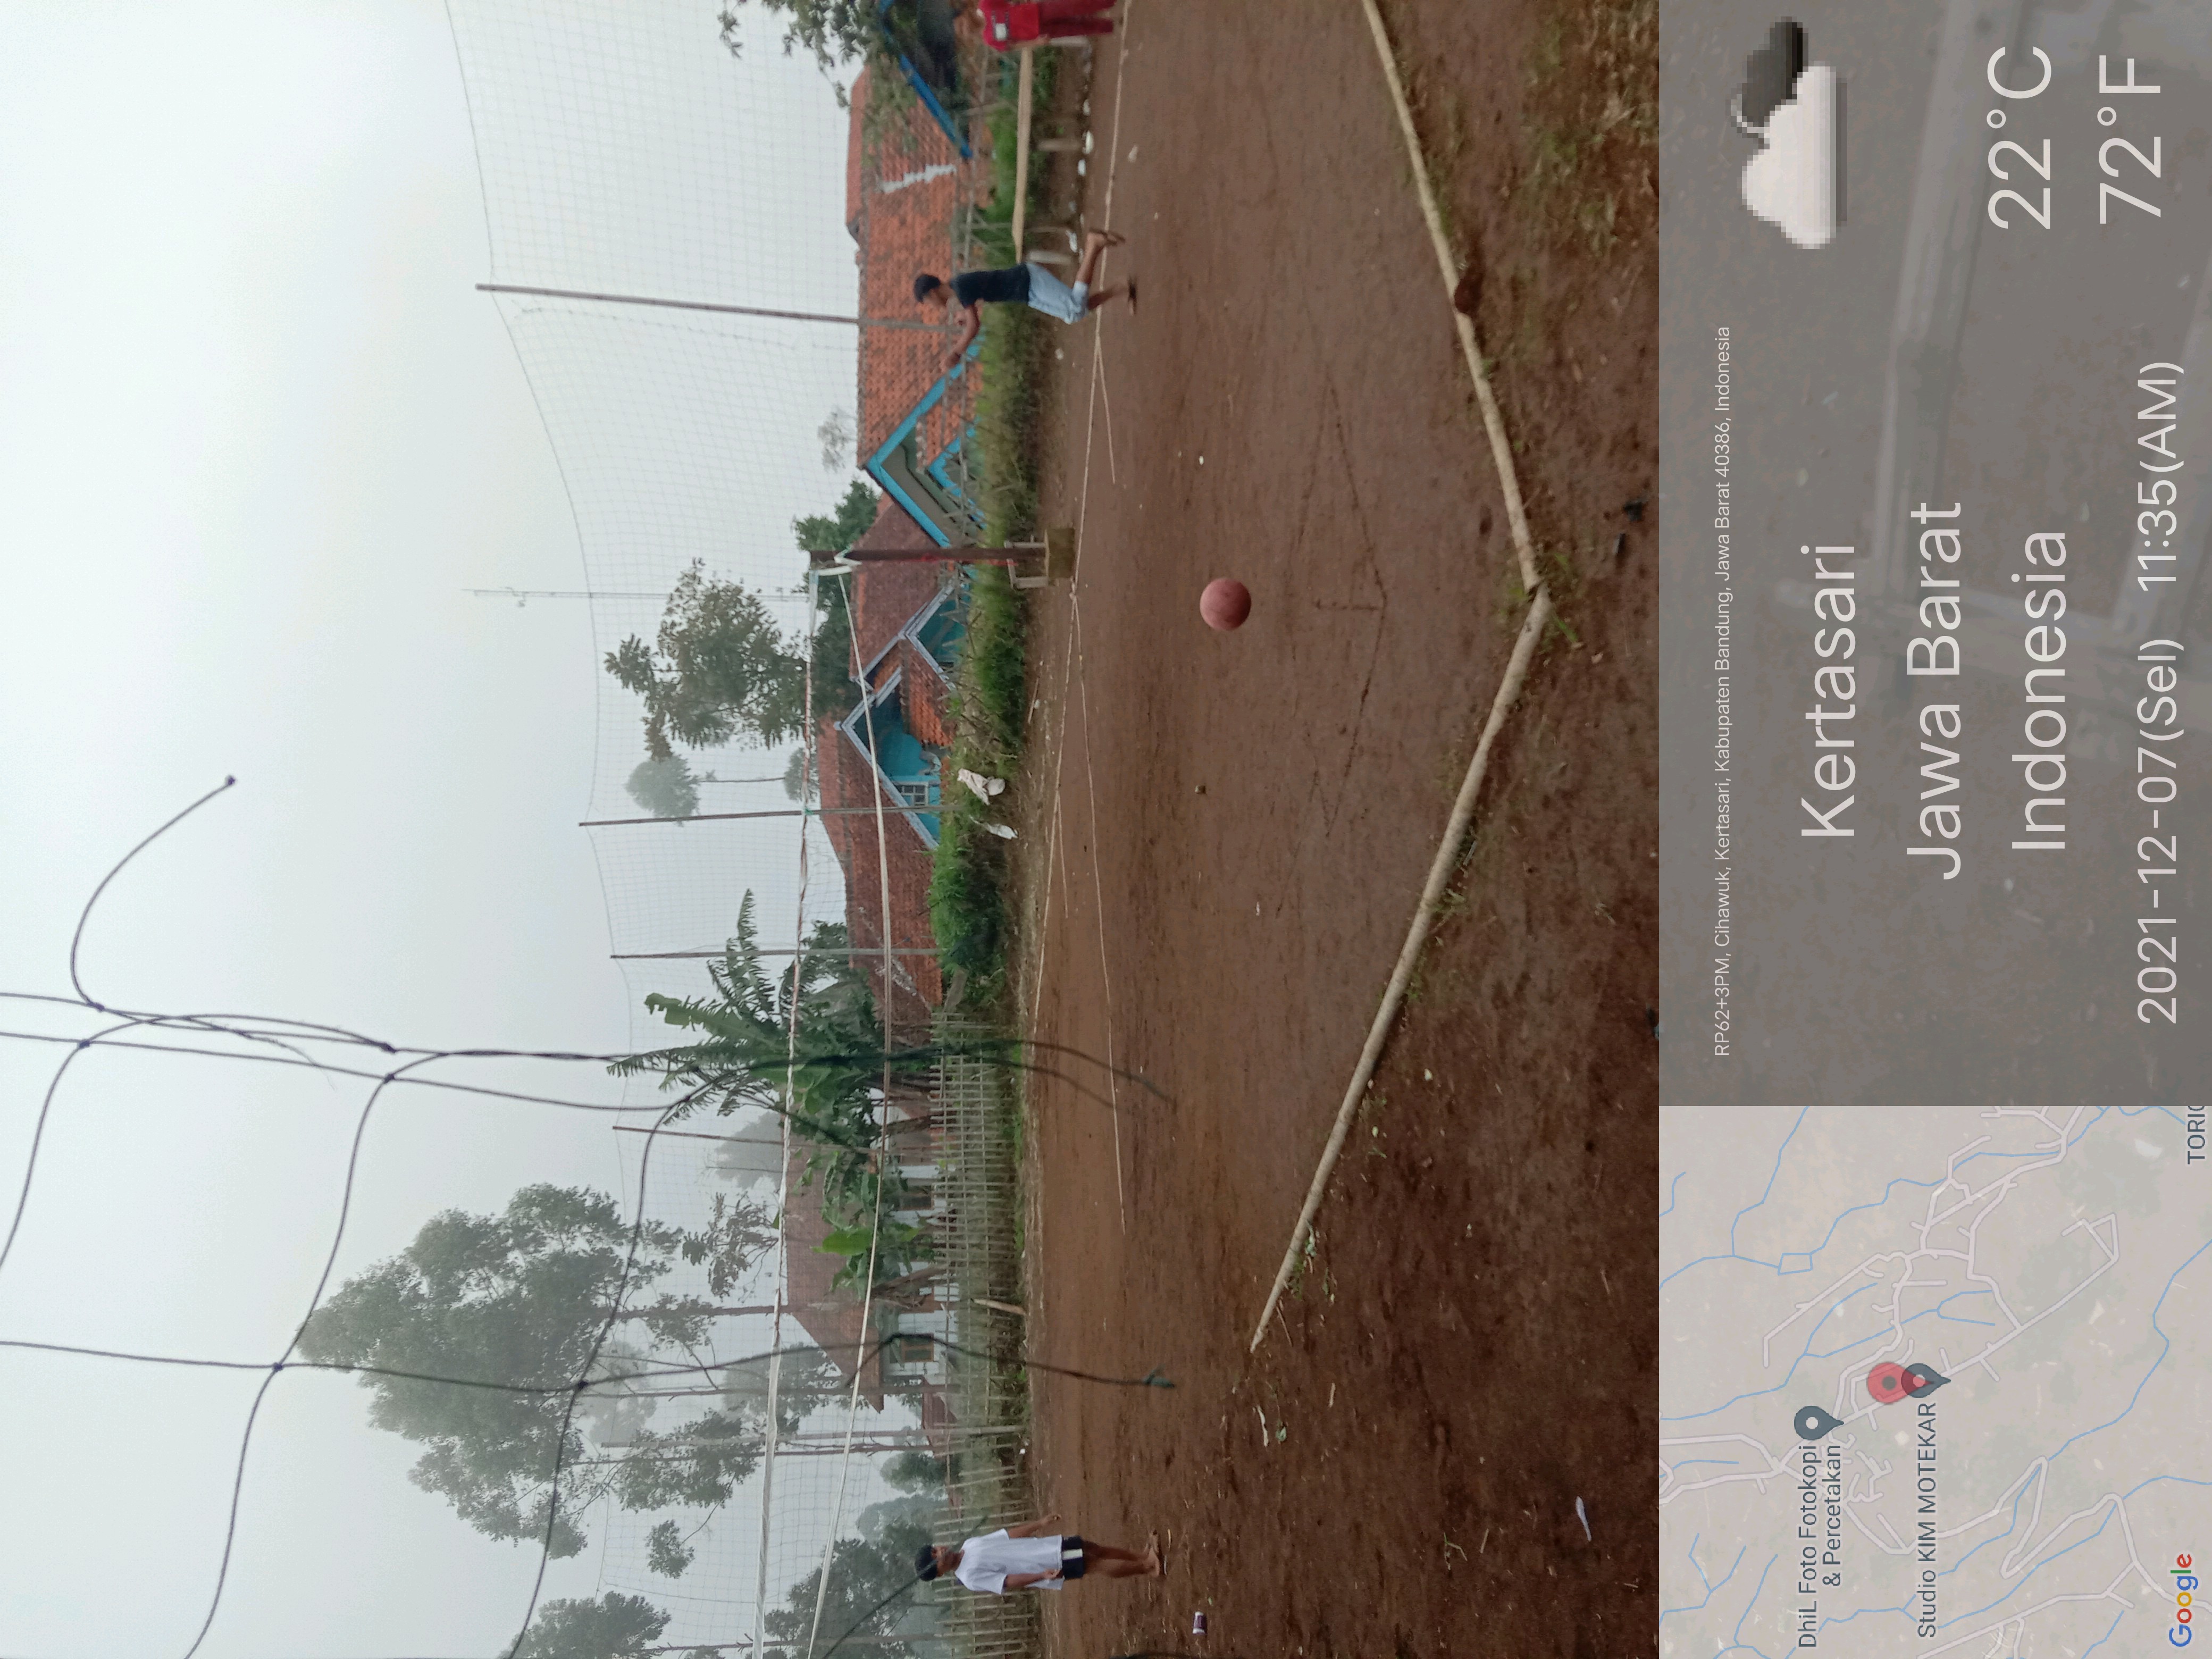 RP62+3PM, Cihawuk, Kertasari, Kabupaten Bandung, Jawa Barat 40386, Indonesia
Kertasari
Jawa Barat
Indonesia
22°C
72°F
2021-12-07(Sel) 11:35(AM)
DhiL Foto Fotokopi
& Percetakan
Studio KIM MOTEKAR
Google